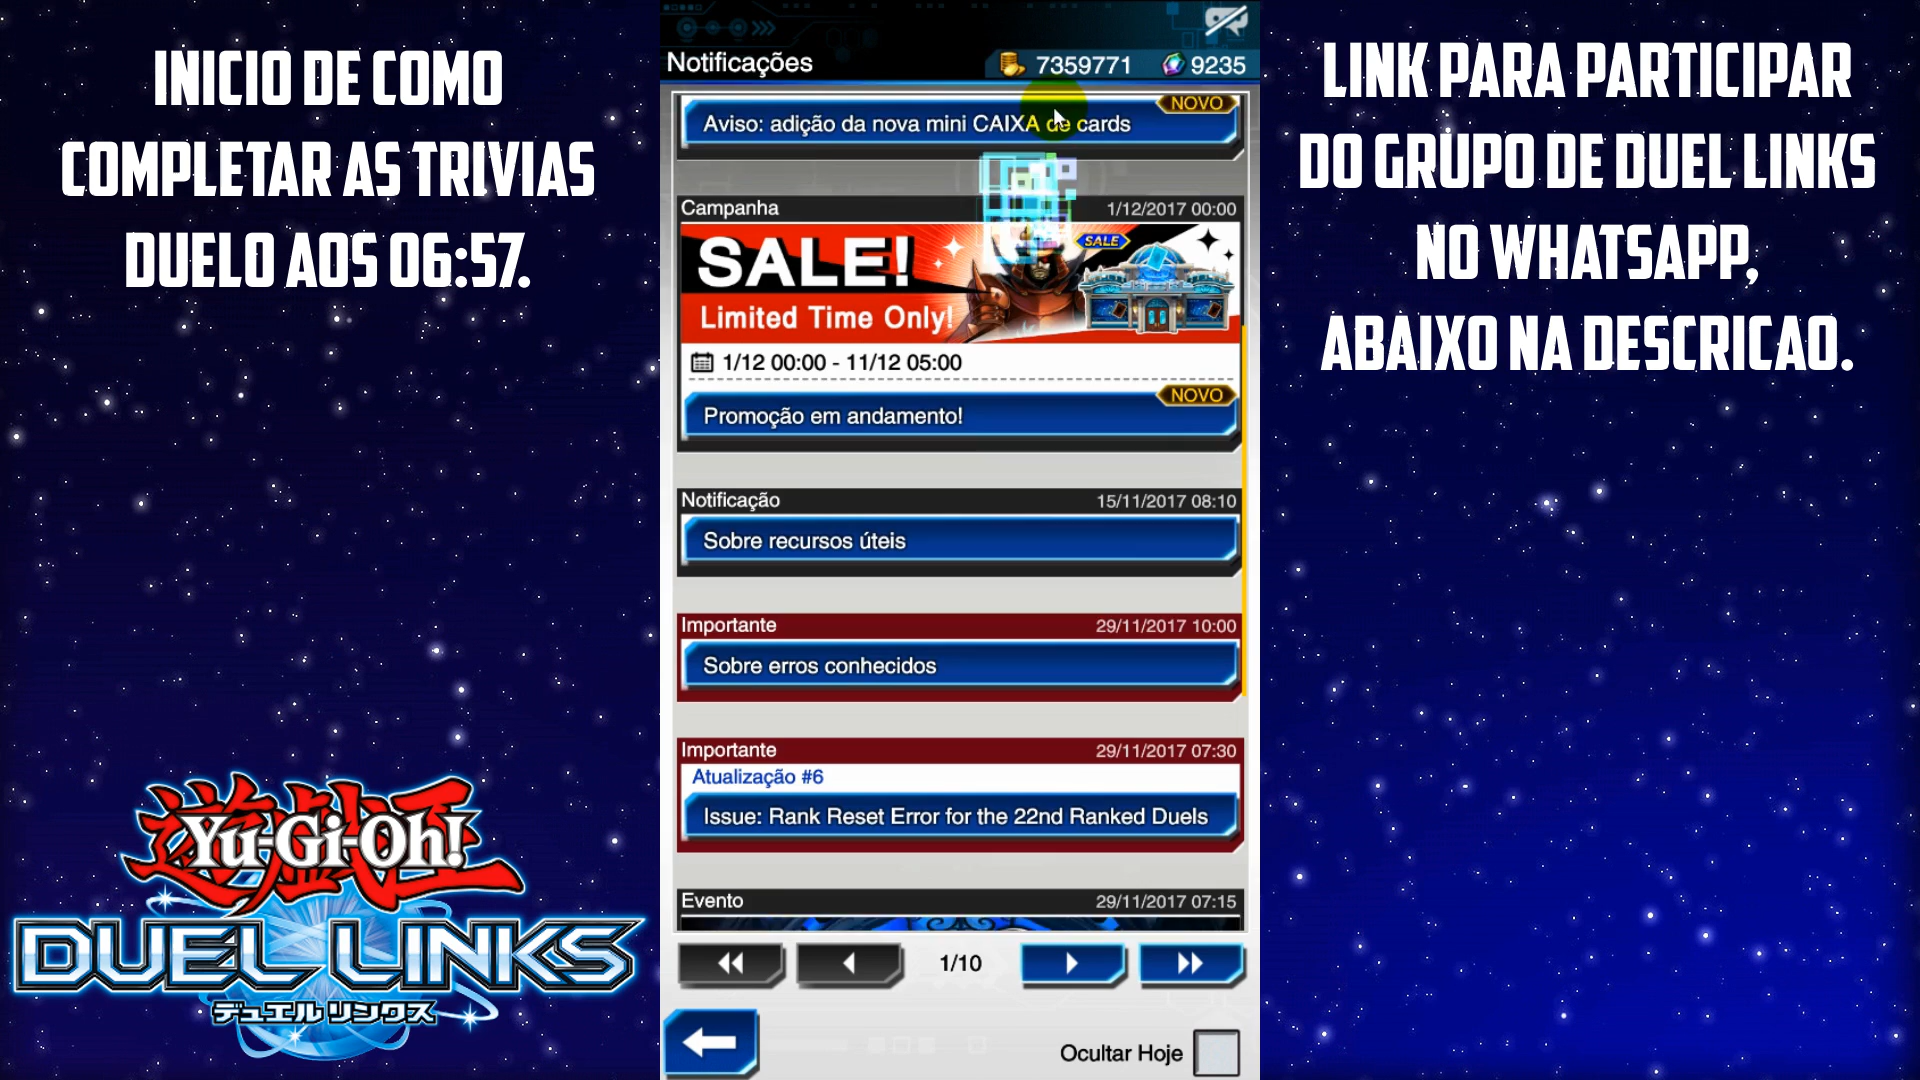 INICIO DE COMO
COMPLETAR AS TRIVIAS
DUELO AOS 06:57.
遊戯王
Yu-Gi-Oh!
DUEL LINKS
デュエル リンクス
Notificações
7359771
9235
NOVO
Aviso: adição da nova mini CAIXA de cards
Campanha
1/12/2017 00:00
SALE!
SALE
Limited Time Only!
1/12 00:00 - 11/12 05:00
NOVO
Promoção em andamento!
Notificação
15/11/2017 08:10
Sobre recursos úteis
Importante
29/11/2017 10:00
Sobre erros conhecidos
Importante
29/11/2017 07:30
Atualização #6
Issue: Rank Reset Error for the 22nd Ranked Duels
Evento
29/11/2017 07:15
1/10
Ocultar Hoje
LINK PARA PARTICIPAR
DO GRUPO DE DUEL LINKS
NO WHATSAPP,
ABAIXO NA DESCRICAO.